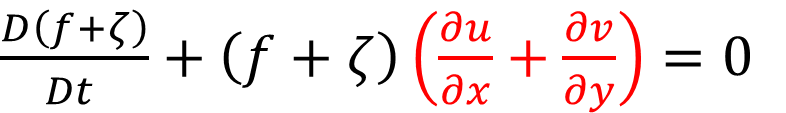 D(f+ζ)/Dt + (f + ζ) (∂u/∂x + ∂v/∂y) = 0